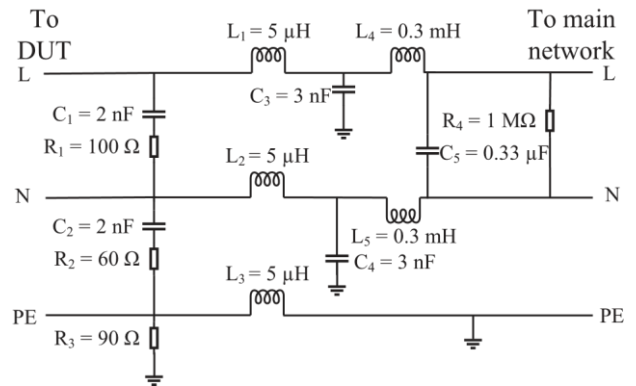 To
DUT
L₁ = 5 µH
L₄ = 0.3 mH
To main
network
L
L
C₁ = 2 nF
C₃ = 3 nF
R₁ = 100 Ω
R₄ = 1 MΩ
L₂ = 5 µH
C₅ = 0.33 µF
N
N
C₂ = 2 nF
L₅ = 0.3 mH
R₂ = 60 Ω
C₄ = 3 nF
L₃ = 5 µH
PE
PE
R₃ = 90 Ω